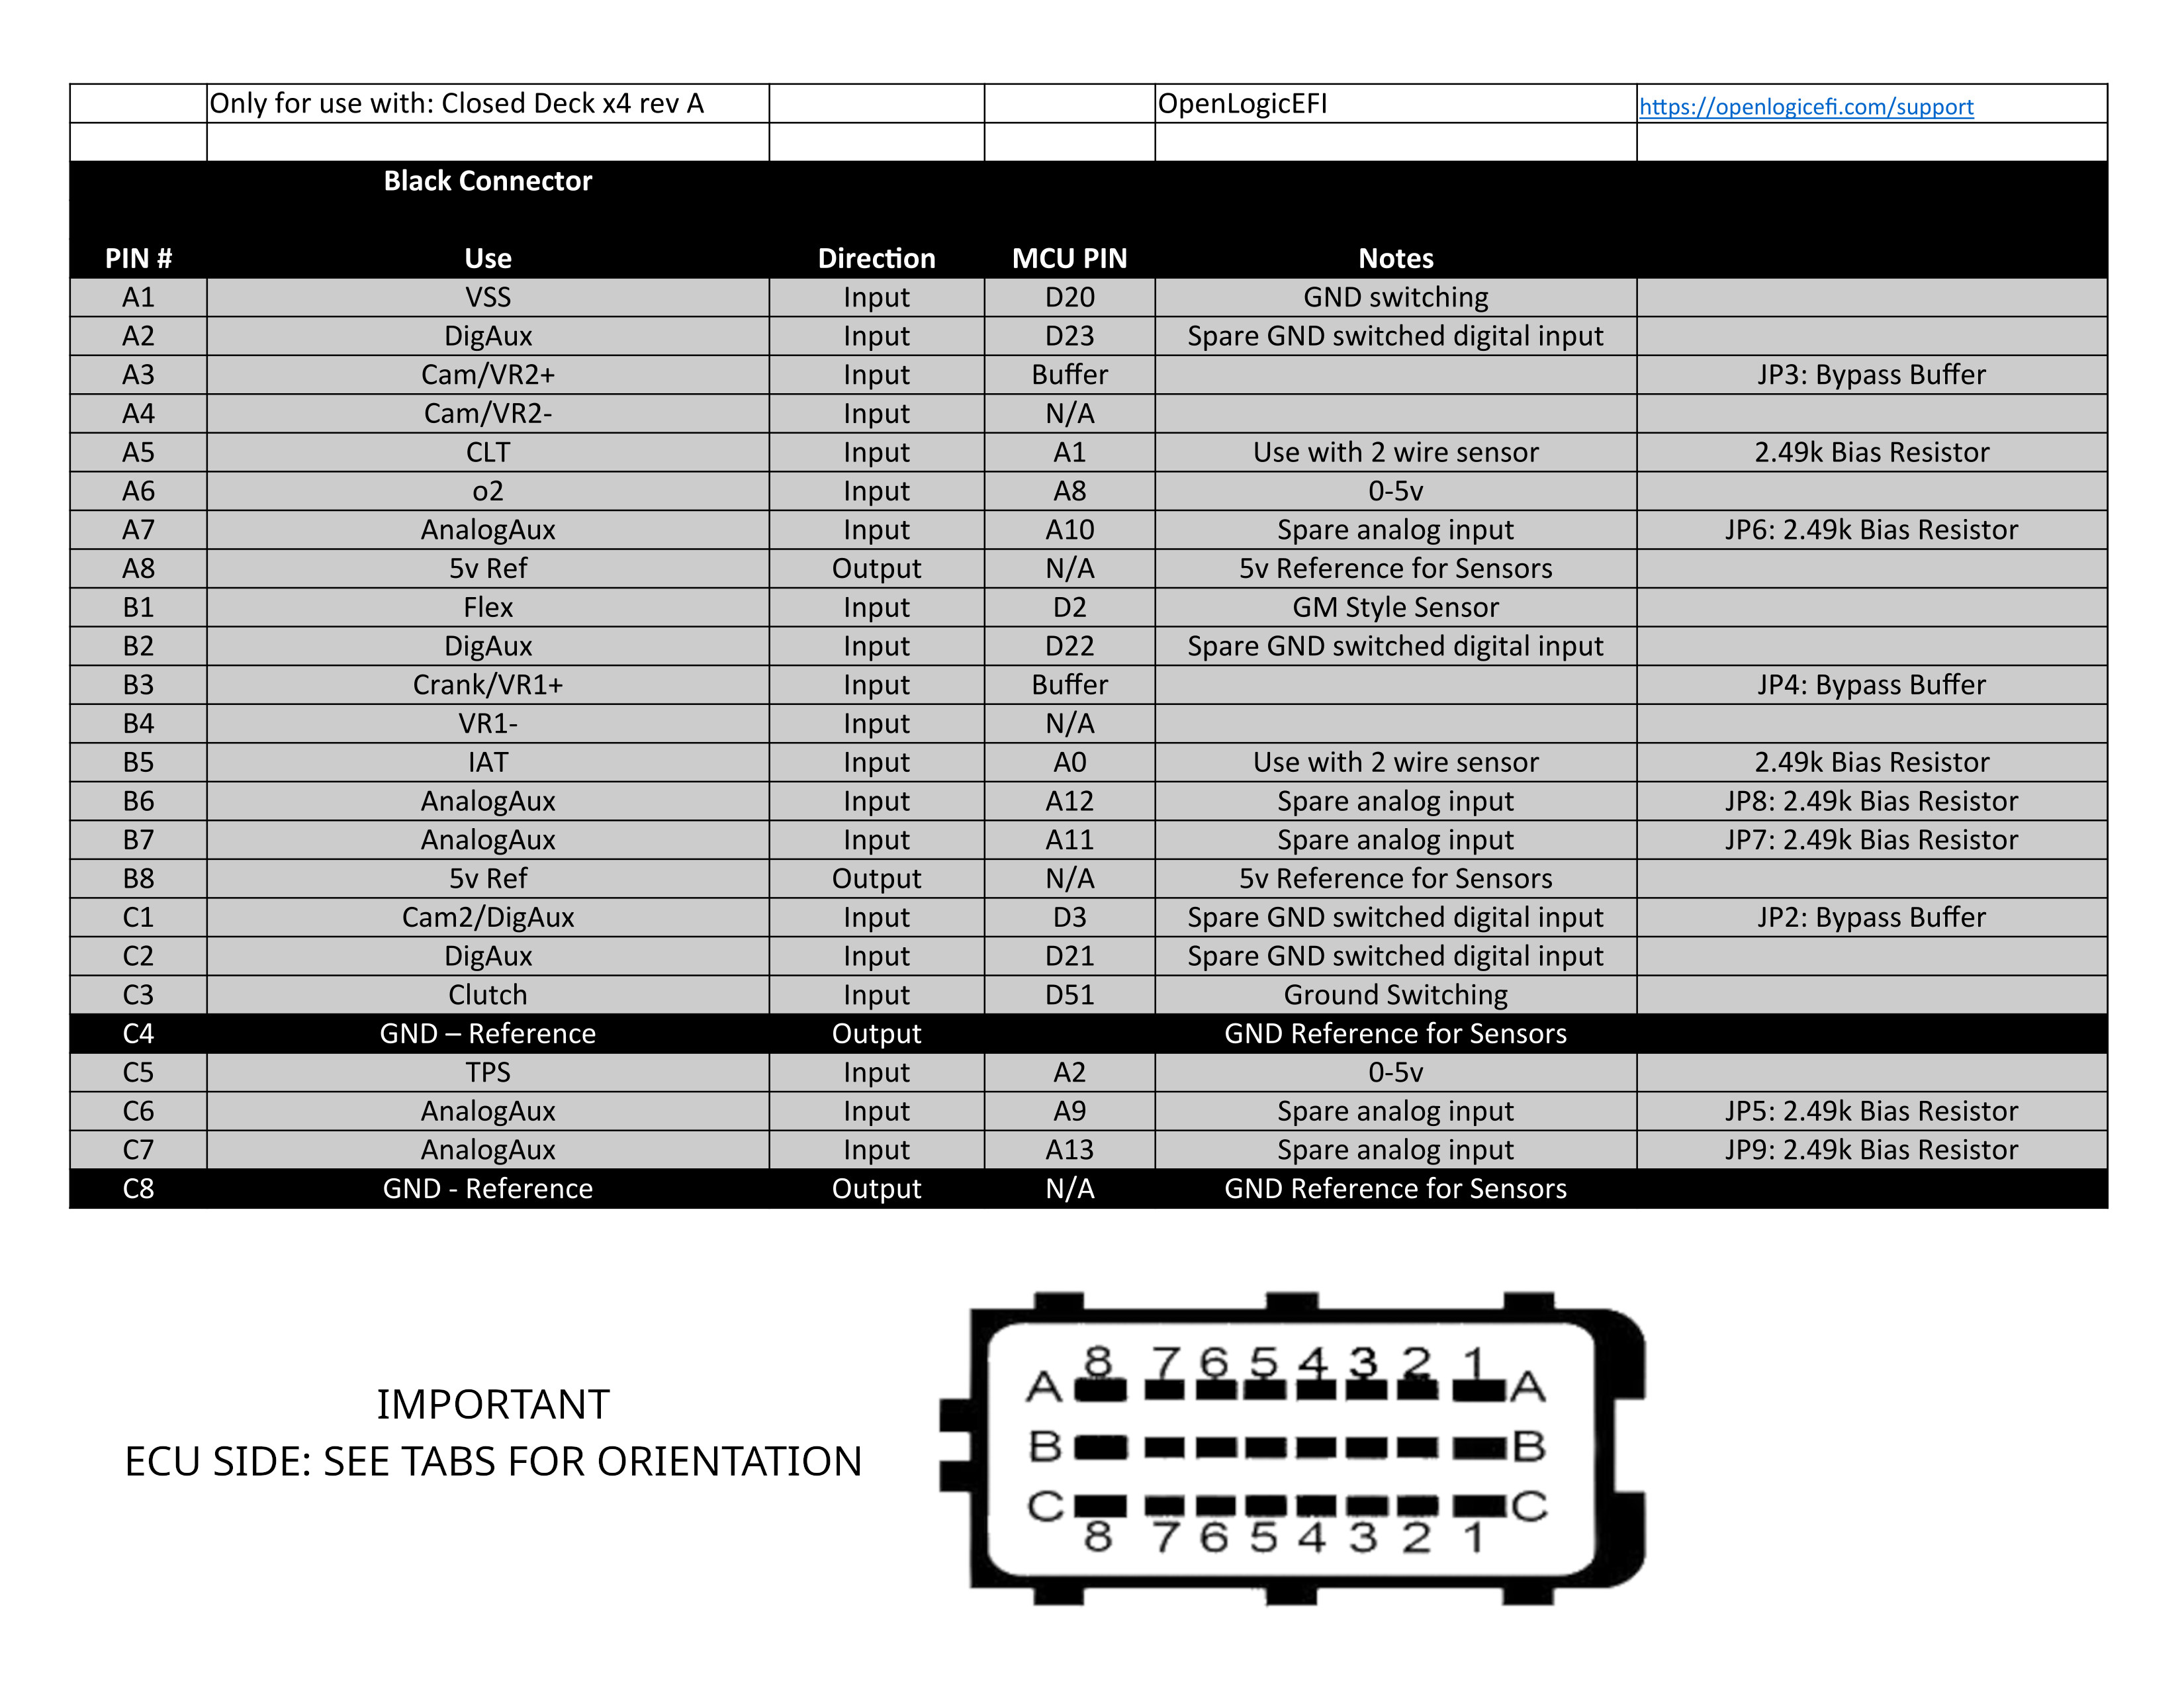 Only for use with: Closed Deck x4 rev A OpenLogicEFI https://openlogicefi.com/support
Black Connector
PIN # Use Direction MCU PIN Notes
A1 VSS Input D20 GND switching
A2 DigAux Input D23 Spare GND switched digital input
A3 Cam/VR2+ Input Buffer JP3: Bypass Buffer
A4 Cam/VR2- Input N/A
A5 CLT Input A1 Use with 2 wire sensor 2.49k Bias Resistor
A6 o2 Input A8 0-5v
A7 AnalogAux Input A10 Spare analog input JP6: 2.49k Bias Resistor
A8 5v Ref Output N/A 5v Reference for Sensors
B1 Flex Input D2 GM Style Sensor
B2 DigAux Input D22 Spare GND switched digital input
B3 Crank/VR1+ Input Buffer JP4: Bypass Buffer
B4 VR1- Input N/A
B5 IAT Input A0 Use with 2 wire sensor 2.49k Bias Resistor
B6 AnalogAux Input A12 Spare analog input JP8: 2.49k Bias Resistor
B7 AnalogAux Input A11 Spare analog input JP7: 2.49k Bias Resistor
B8 5v Ref Output N/A 5v Reference for Sensors
C1 Cam2/DigAux Input D3 Spare GND switched digital input JP2: Bypass Buffer
C2 DigAux Input D21 Spare GND switched digital input
C3 Clutch Input D51 Ground Switching
C4 GND – Reference Output GND Reference for Sensors
C5 TPS Input A2 0-5v
C6 AnalogAux Input A9 Spare analog input JP5: 2.49k Bias Resistor
C7 AnalogAux Input A13 Spare analog input JP9: 2.49k Bias Resistor
C8 GND - Reference Output N/A GND Reference for Sensors
IMPORTANT
ECU SIDE: SEE TABS FOR ORIENTATION
8 7 6 5 4 3 2 1
A A
B B
C C
8 7 6 5 4 3 2 1